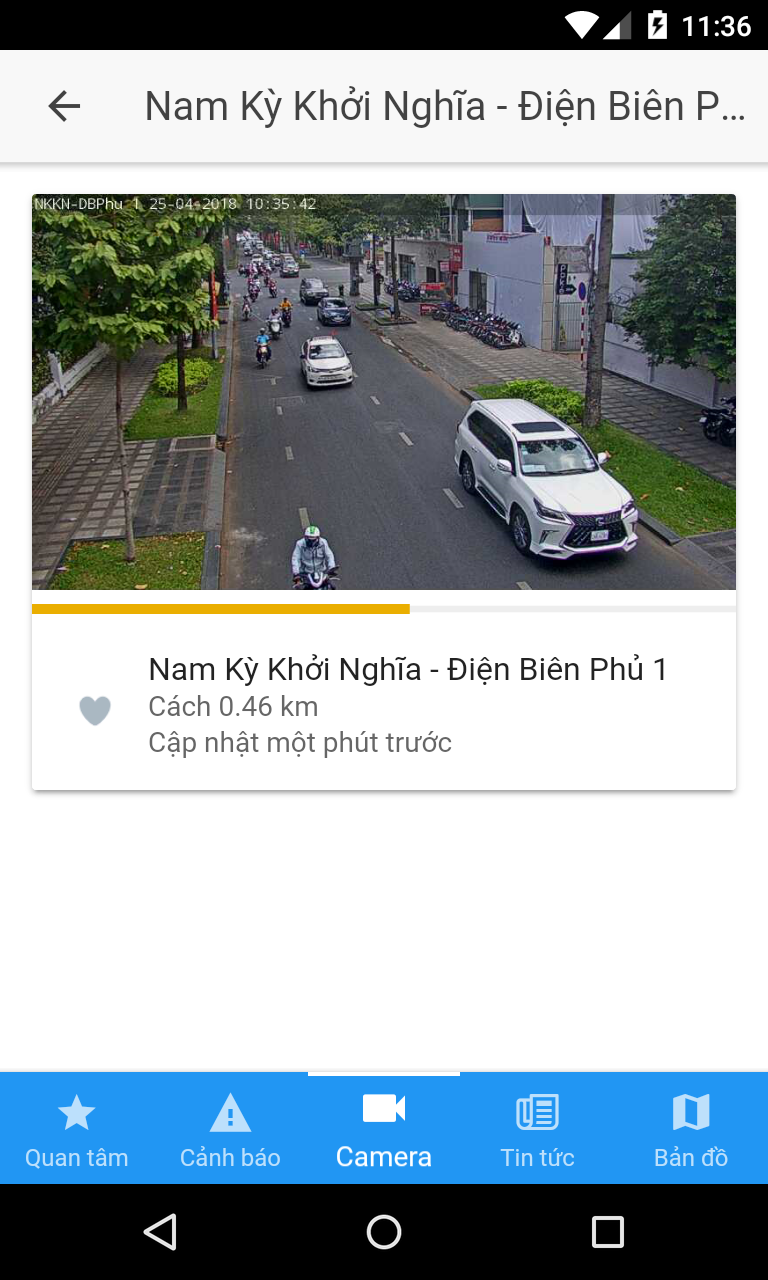 11:36
Nam Kỳ Khởi Nghĩa - Điện Biên P...
NKKN-DBPhu 1 25-04-2018 10:35:42
Nam Kỳ Khởi Nghĩa - Điện Biên Phủ 1
Cách 0.46 km
Cập nhật một phút trước
Quan tâm
Cảnh báo
Camera
Tin tức
Bản đồ